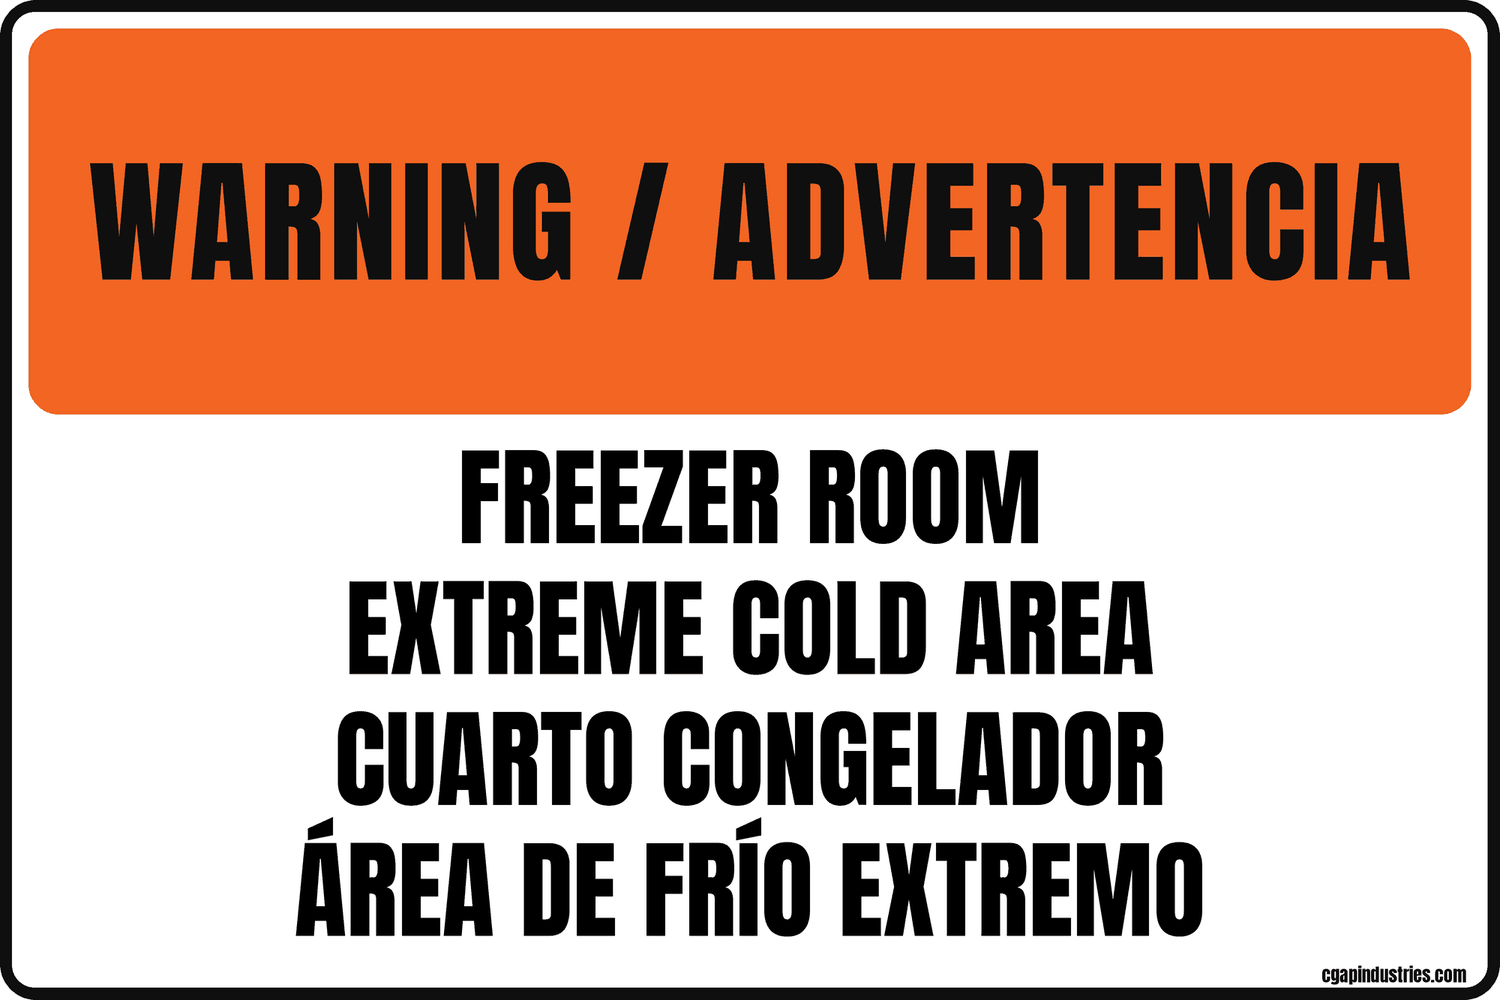 WARNING / ADVERTENCIA
FREEZER ROOM
EXTREME COLD AREA
CUARTO CONGELADOR
ÁREA DE FRÍO EXTREMO
cgapindustries.com